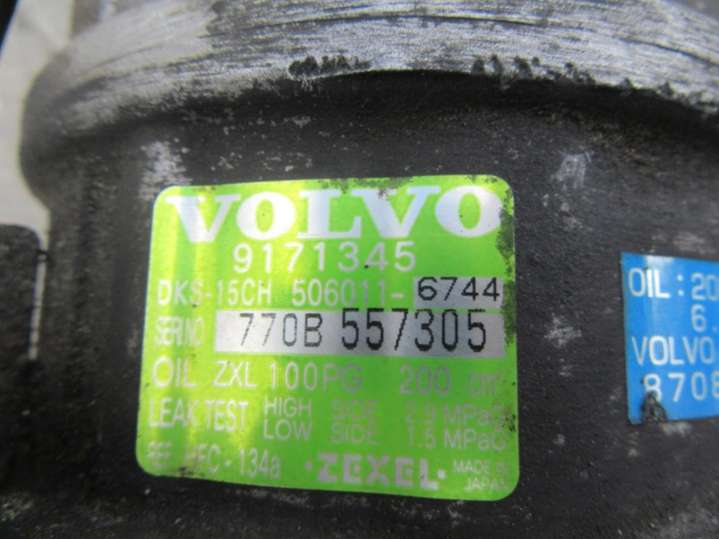 VOLVO
9171345
DKS-15CH 506011-6744
SER.NO 770B 557305
OIL ZXL 100PG 200 cm³
LEAK TEST HIGH SIDE 2.9 MPaG
LOW SIDE 1.5 MPaG
REF. HFC-134a ·ZEXEL· MADE IN JAPAN
OIL: 20
6.
VOLVO
8708